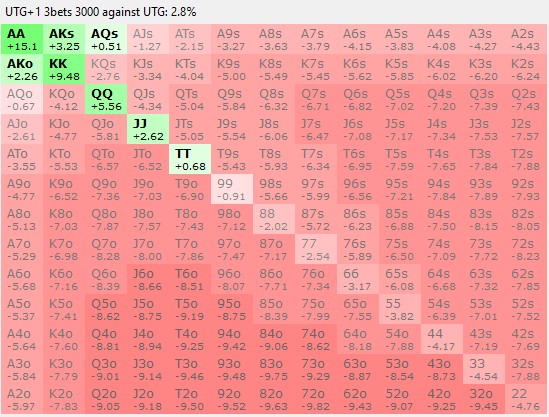 UTG+1 3bets 3000 against UTG: 2.8%
AA AKs AQs AJs ATs A9s A8s A7s A6s A5s A4s A3s A2s
+15.1 +3.25 +0.51 -1.27 -2.15 -3.27 -3.63 -3.79 -4.15 -3.83 -4.08 -4.27 -4.43
AKo KK KQs KJs KTs K9s K8s K7s K6s K5s K4s K3s K2s
+2.26 +9.48 -2.76 -3.34 -4.04 -5.00 -5.49 -5.45 -5.62 -5.85 -6.02 -6.20 -6.24
AQo KQo QQ QJs QTs Q9s Q8s Q7s Q6s Q5s Q4s Q3s Q2s
-0.67 -4.12 +5.56 -4.34 -5.04 -5.84 -6.32 -6.71 -6.82 -7.02 -7.20 -7.39 -7.43
AJo KJo QJo JJ JTs J9s J8s J7s J6s J5s J4s J3s J2s
-2.61 -4.77 -5.81 +2.62 -5.05 -5.54 -6.06 -6.47 -7.08 -7.17 -7.34 -7.53 -7.57
ATo KTo QTo JTo TT T9s T8s T7s T6s T5s T4s T3s T2s
-3.55 -5.53 -6.57 -6.52 +0.68 -5.43 -5.93 -6.34 -6.95 -7.59 -7.65 -7.84 -7.88
A9o K9o Q9o J9o T9o 99 98s 97s 96s 95s 94s 93s 92s
-4.77 -6.52 -7.36 -7.03 -6.90 -0.91 -5.66 -5.99 -6.56 -7.21 -7.84 -7.89 -7.93
A8o K8o Q8o J8o T8o 98o 88 87s 86s 85s 84s 83s 82s
-5.13 -7.03 -7.87 -7.57 -7.43 -7.12 -2.02 -5.72 -6.23 -6.88 -7.50 -8.15 -8.05
A7o K7o Q7o J7o T7o 97o 87o 77 76s 75s 74s 73s 72s
-5.29 -6.98 -8.28 -8.00 -7.86 -7.47 -7.17 -2.54 -5.89 -6.50 -7.09 -7.72 -8.23
A6o K6o Q6o J6o T6o 96o 86o 76o 66 65s 64s 63s 62s
-5.68 -7.16 -8.39 -8.66 -8.51 -8.07 -7.71 -7.34 -3.17 -6.08 -6.68 -7.32 -7.85
A5o K5o Q5o J5o T5o 95o 85o 75o 65o 55 54s 53s 52s
-5.37 -7.41 -8.62 -8.75 -9.19 -8.75 -8.39 -7.99 -7.55 -3.82 -6.39 -7.01 -7.52
A4o K4o Q4o J4o T4o 94o 84o 74o 64o 54o 44 43s 42s
-5.64 -7.60 -8.81 -8.94 -9.25 -9.42 -9.06 -8.62 -8.18 -7.88 -4.17 -7.19 -7.69
A3o K3o Q3o J3o T3o 93o 83o 73o 63o 53o 43o 33 32s
-5.84 -7.79 -9.01 -9.14 -9.46 -9.48 -9.75 -9.29 -8.87 -8.54 -8.73 -4.54 -7.88
A2o K2o Q2o J2o T2o 92o 82o 72o 62o 52o 42o 32o 22
-5.97 -7.83 -9.05 -9.18 -9.50 -9.52 -9.63 -9.82 -9.43 -9.07 -9.25 -9.45 -4.76